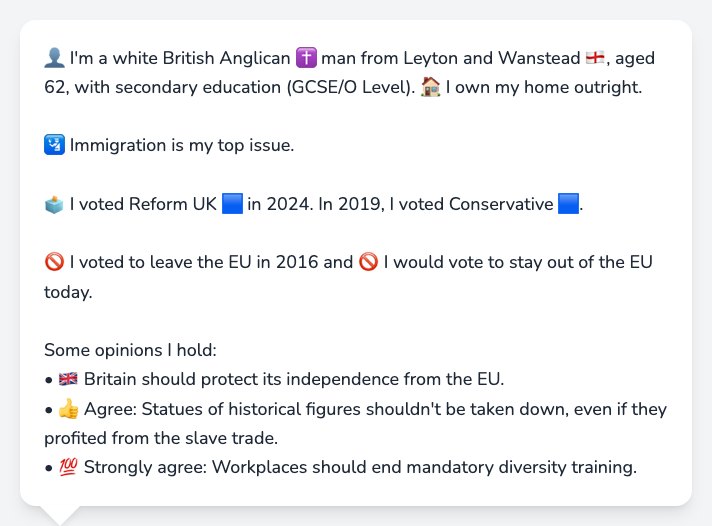 👤 I'm a white British Anglican ✝️ man from Leyton and Wanstead 🏴󠁧󠁢󠁥󠁮󠁧󠁿, aged
62, with secondary education (GCSE/O Level). 🏠 I own my home outright.
🛂 Immigration is my top issue.
🗳️ I voted Reform UK 🟦 in 2024. In 2019, I voted Conservative 🟦.
🚫 I voted to leave the EU in 2016 and 🚫 I would vote to stay out of the EU
today.
Some opinions I hold:
• 🇬🇧 Britain should protect its independence from the EU.
• 👍 Agree: Statues of historical figures shouldn't be taken down, even if they
profited from the slave trade.
• 💯 Strongly agree: Workplaces should end mandatory diversity training.